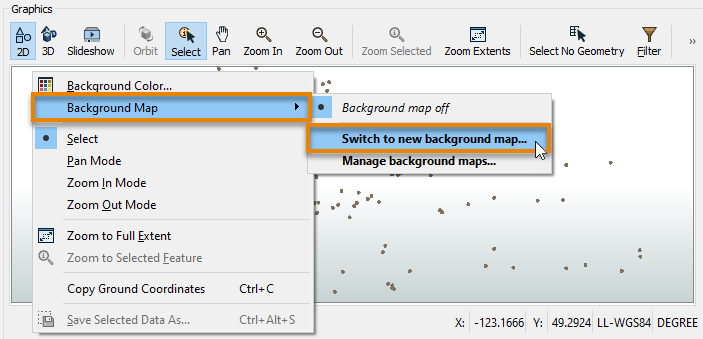 Graphics
2D 3D Slideshow Orbit Select Pan Zoom In Zoom Out Zoom Selected Zoom Extents Select No Geometry Filter »
Background Color...
Background Map
Background map off
Switch to new background map...
Manage background maps...
Select
Pan Mode
Zoom In Mode
Zoom Out Mode
Zoom to Full Extent
Zoom to Selected Feature
Copy Ground Coordinates Ctrl+C
Save Selected Data As... Ctrl+Alt+S
X: -123.1666 Y: 49.2924 LL-WGS84 DEGREE